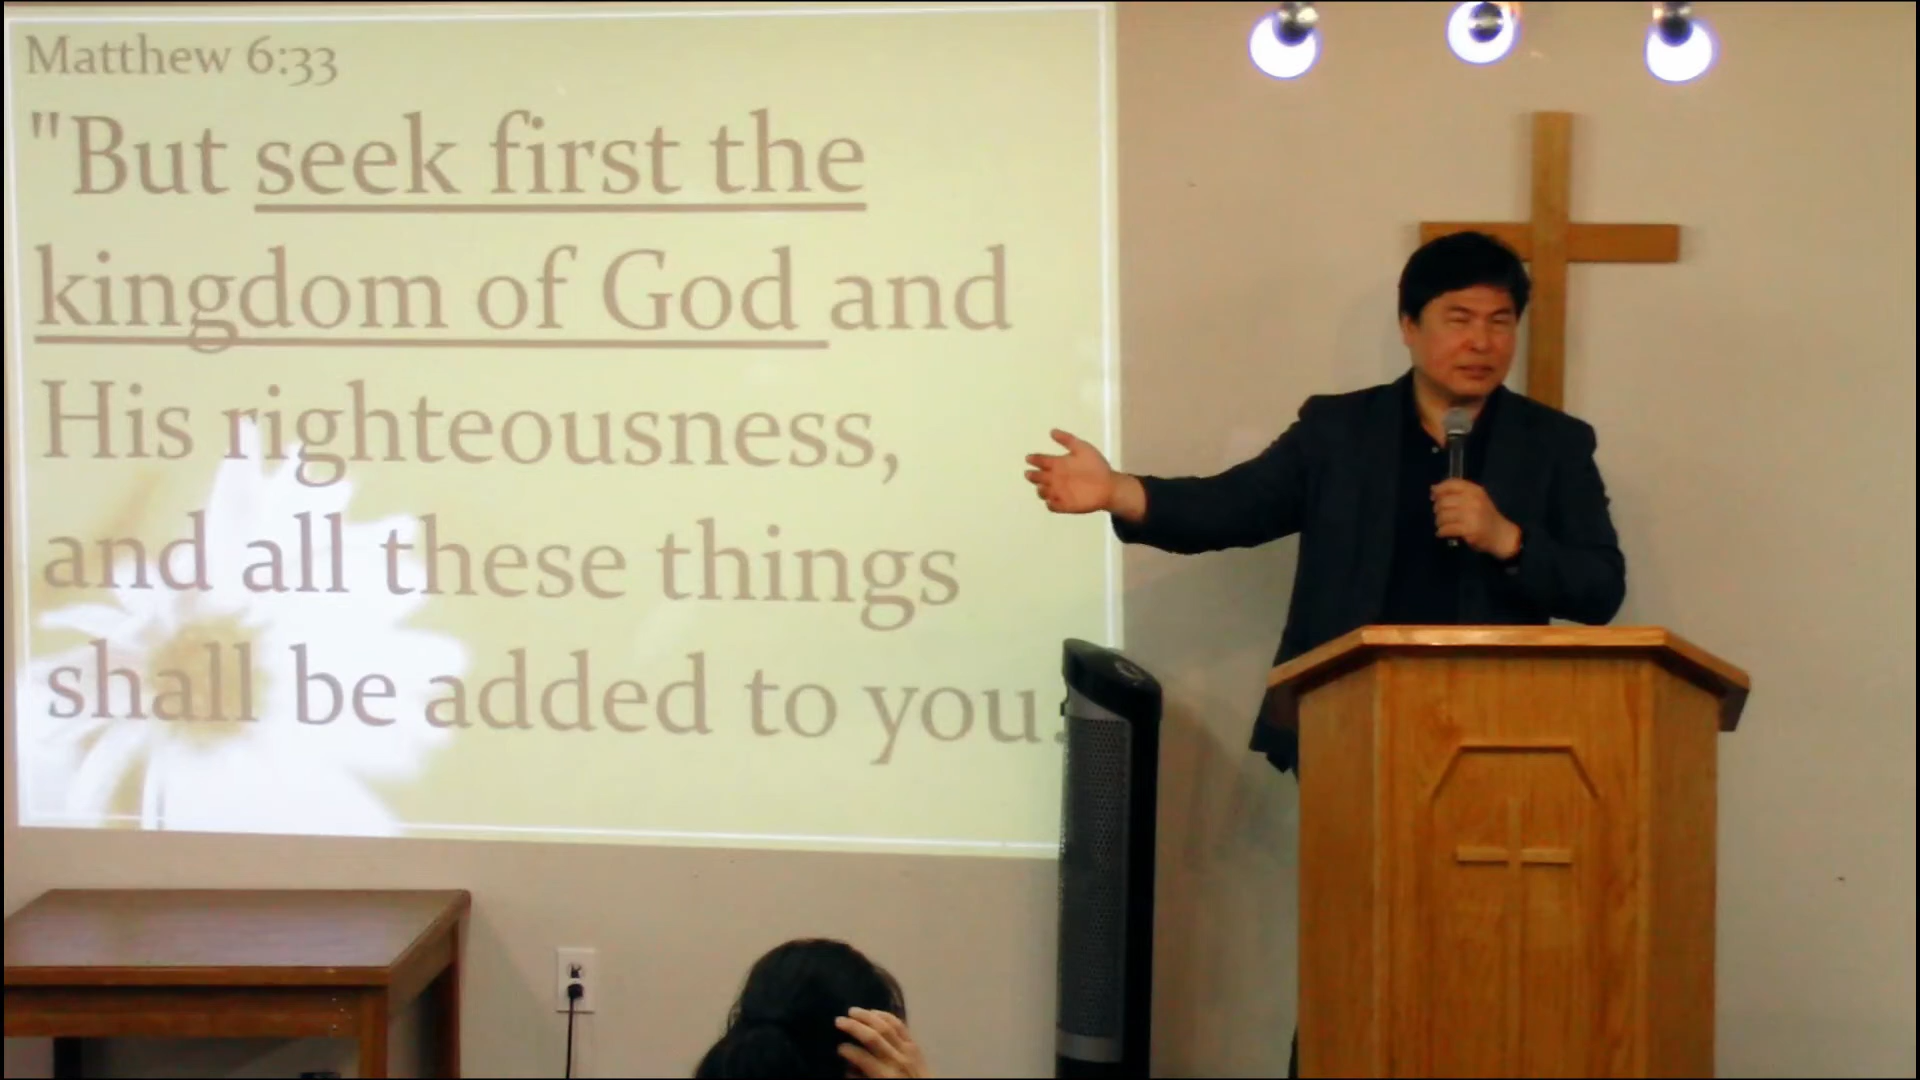 Matthew 6:33
"But seek first the
kingdom of God and
His righteousness,
and all these things
shall be added to you.